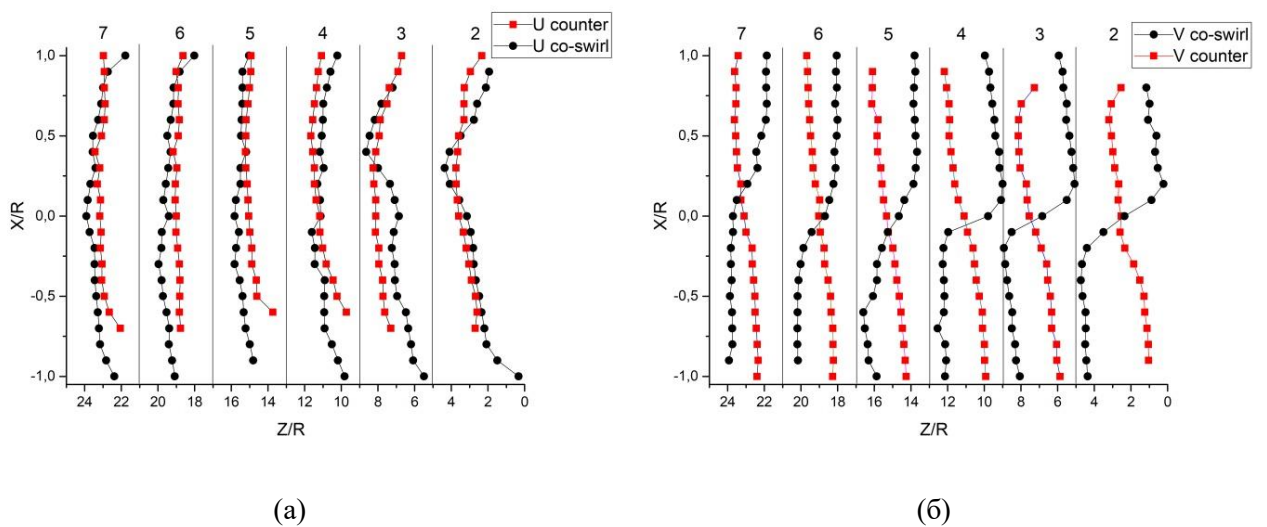 U counter
U co-swirl
7 6 5 4 3 2
1,0
0,5
0,0
-0,5
-1,0
X/R
24 22 20 18 16 14 12 10 8 6 4 2 0
Z/R
(а)
V co-swirl
V counter
7 6 5 4 3 2
1,0
0,5
0,0
-0,5
-1,0
X/R
24 22 20 18 16 14 12 10 8 6 4 2 0
Z/R
(б)